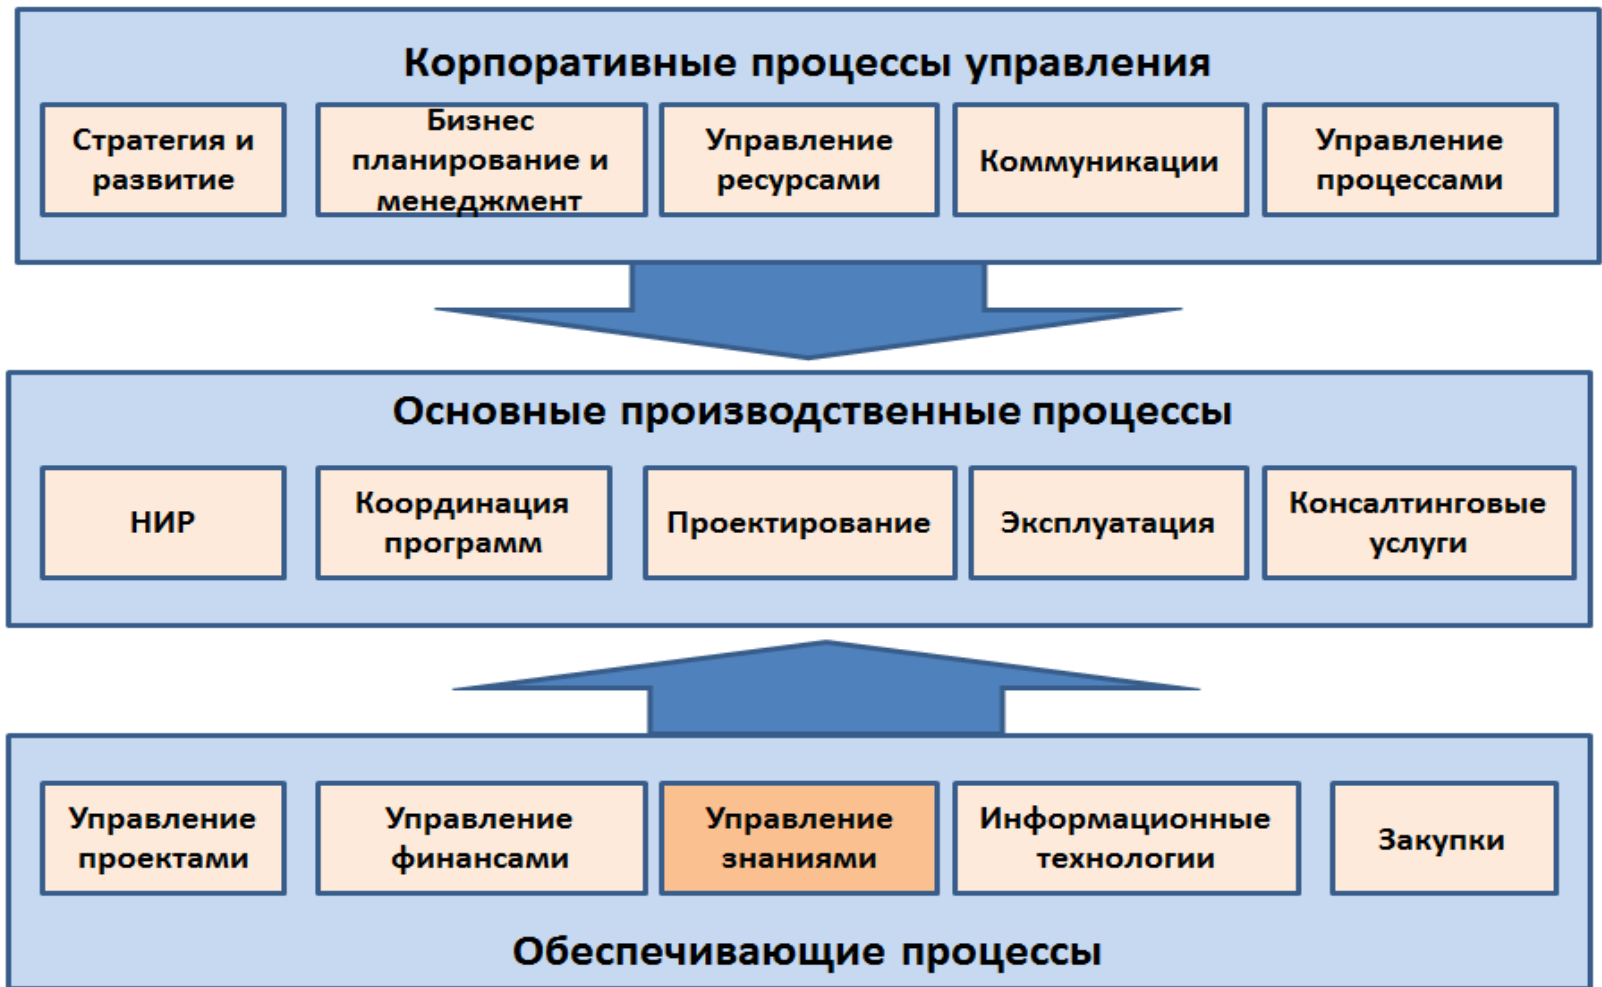 Корпоративные процессы управления
Стратегия и
развитие
Бизнес
планирование и
менеджмент
Управление
ресурсами
Коммуникации
Управление
процессами
Основные производственные процессы
НИР
Координация
программ
Проектирование
Эксплуатация
Консалтинговые
услуги
Управление
проектами
Управление
финансами
Управление
знаниями
Информационные
технологии
Закупки
Обеспечивающие процессы